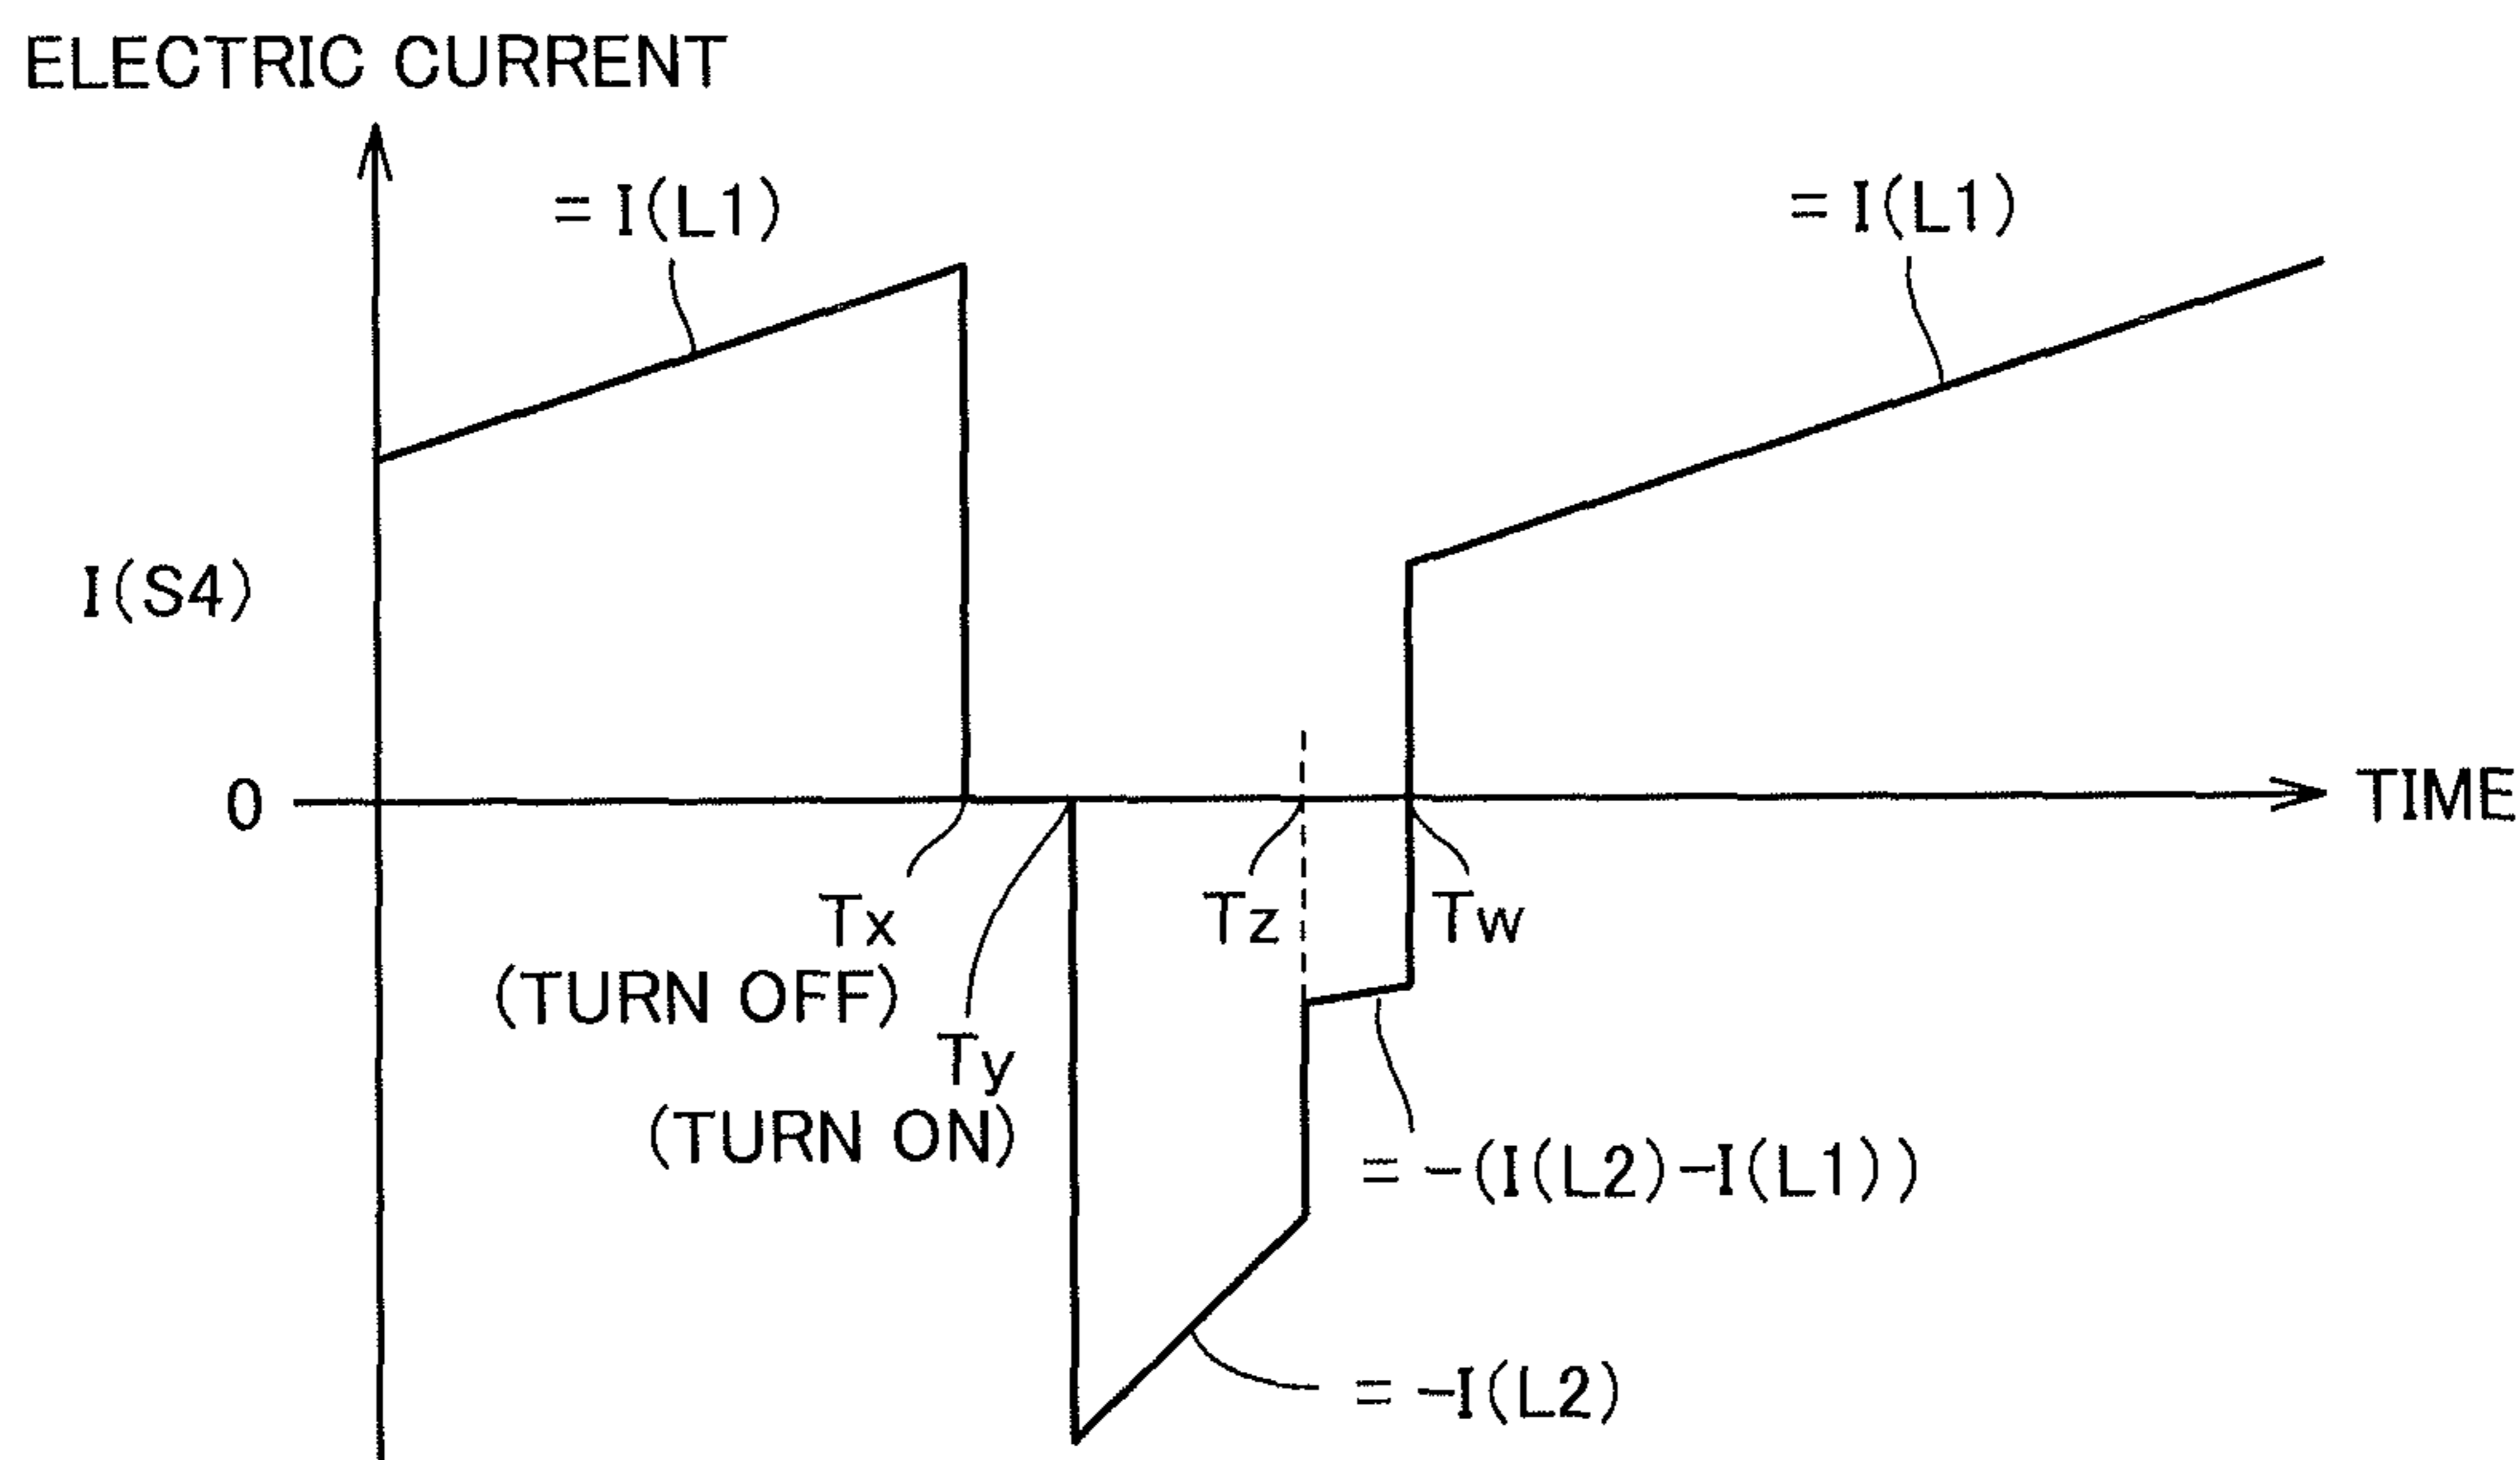 ELECTRIC CURRENT
= I(L1)
= I(L1)
I(S4)
0
TIME
Tx
(TURN OFF)
Ty
(TURN ON)
Tz
Tw
= -(I(L2)-I(L1))
= -I(L2)